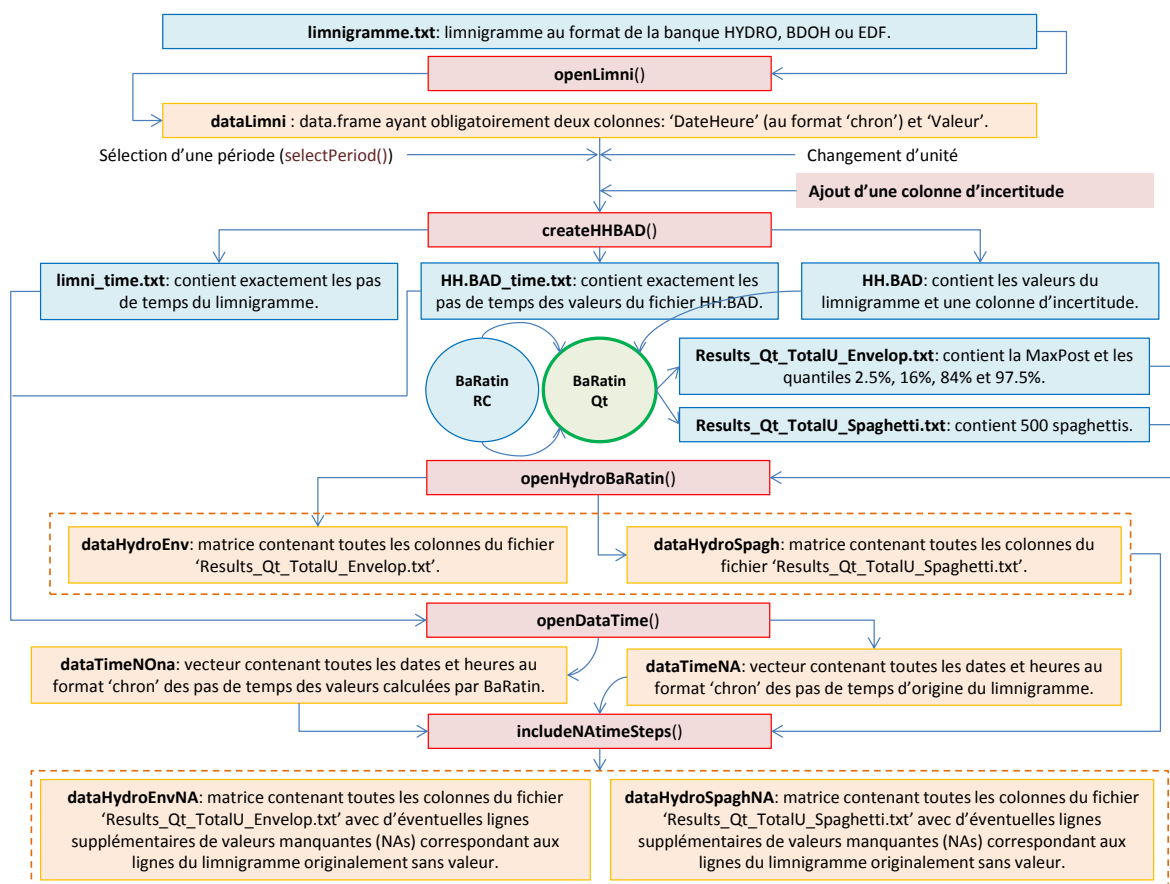 limnigramme.txt: limnigramme au format de la banque HYDRO, BDOH ou EDF.
openLimni()
dataLimni : data.frame ayant obligatoirement deux colonnes: ‘DateHeure’ (au format ‘chron’) et ‘Valeur’.
Sélection d’une période (selectPeriod())
Changement d’unité
Ajout d’une colonne d’incertitude
createHHBAD()
limni_time.txt: contient exactement les pas
de temps du limnigramme.
HH.BAD_time.txt: contient exactement les
pas de temps des valeurs du fichier HH.BAD.
HH.BAD: contient les valeurs du
limnigramme et une colonne d’incertitude.
BaRatin
RC
BaRatin
Qt
Results_Qt_TotalU_Envelop.txt: contient la MaxPost et les
quantiles 2.5%, 16%, 84% et 97.5%.
Results_Qt_TotalU_Spaghetti.txt: contient 500 spaghettis.
openHydroBaRatin()
dataHydroEnv: matrice contenant toutes les colonnes du fichier
‘Results_Qt_TotalU_Envelop.txt’.
dataHydroSpagh: matrice contenant toutes les colonnes du
fichier ‘Results_Qt_TotalU_Spaghetti.txt’.
openDataTime()
dataTimeNOna: vecteur contenant toutes les dates et heures au
format ‘chron’ des pas de temps des valeurs calculées par BaRatin.
dataTimeNA: vecteur contenant toutes les dates et heures au
format ‘chron’ des pas de temps d’origine du limnigramme.
includeNAtimeSteps()
dataHydroEnvNA: matrice contenant toutes les colonnes du fichier
‘Results_Qt_TotalU_Envelop.txt’ avec d’éventuelles lignes
supplémentaires de valeurs manquantes (NAs) correspondant aux
lignes du limnigramme originalement sans valeur.
dataHydroSpaghNA: matrice contenant toutes les colonnes du
fichier ‘Results_Qt_TotalU_Spaghetti.txt’ avec d’éventuelles lignes
supplémentaires de valeurs manquantes (NAs) correspondant aux
lignes du limnigramme originalement sans valeur.